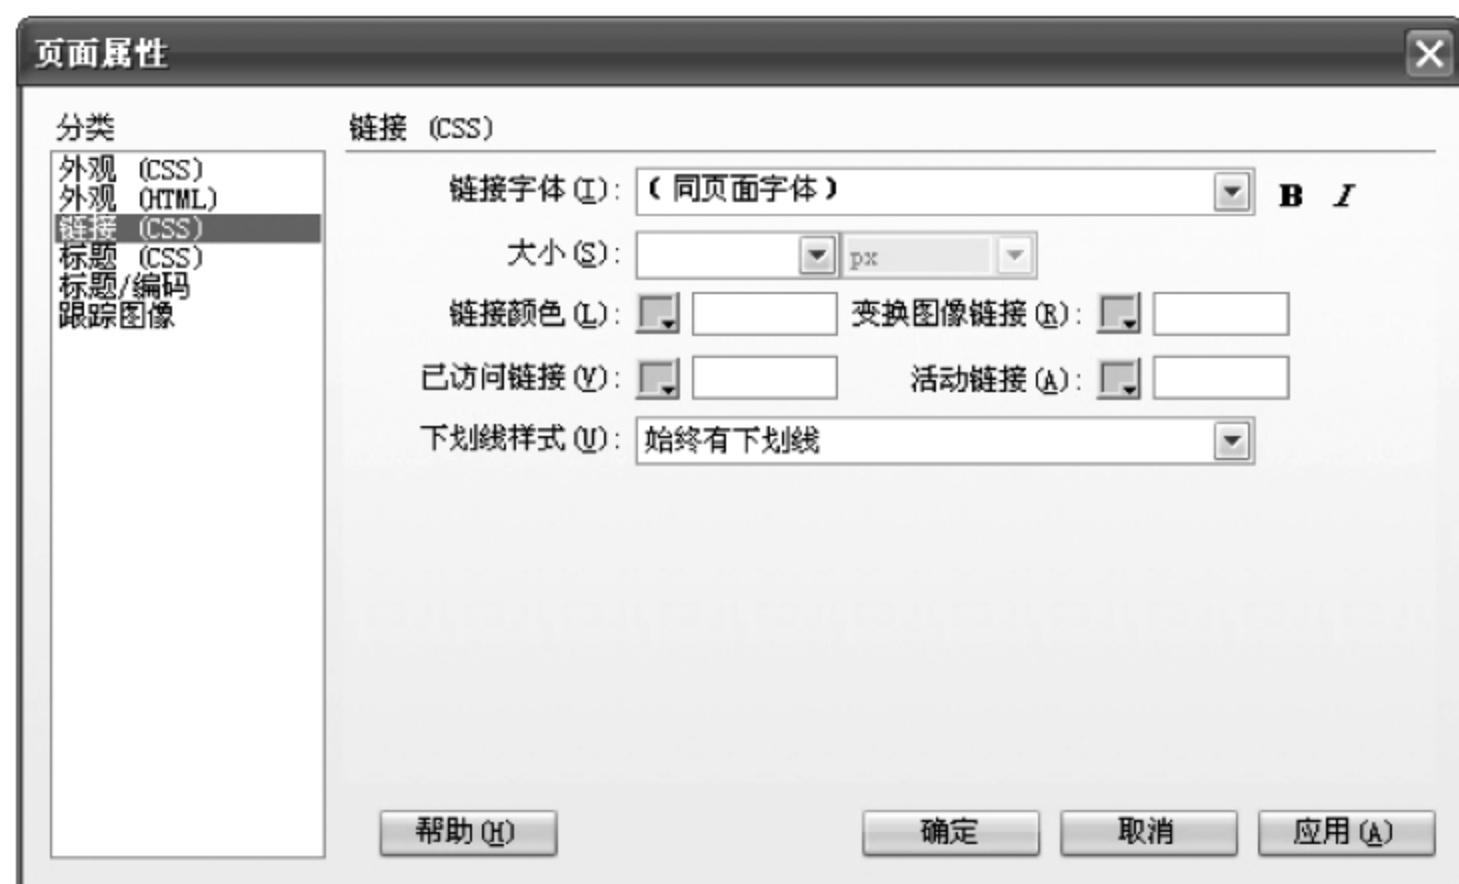 页面属性
分类
外观 (CSS)
外观 (HTML)
链接 (CSS)
标题 (CSS)
标题/编码
跟踪图像
链接 (CSS)
链接字体(I): (同页面字体) B I
大小(S): px
链接颜色(L): 变换图像链接(R):
已访问链接(V): 活动链接(A):
下划线样式(U): 始终有下划线
帮助(H) 确定 取消 应用(A)